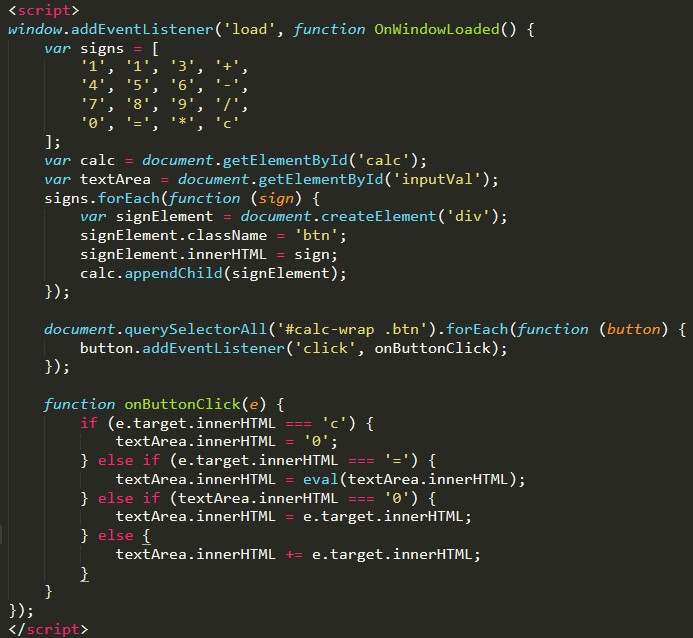 <script>
window.addEventListener('load', function OnWindowLoaded() {
    var signs = [
        '1', '1', '3', '+',
        '4', '5', '6', '-',
        '7', '8', '9', '/',
        '0', '=', '*', 'c'
    ];
    var calc = document.getElementById('calc');
    var textArea = document.getElementById('inputVal');
    signs.forEach(function (sign) {
        var signElement = document.createElement('div');
        signElement.className = 'btn';
        signElement.innerHTML = sign;
        calc.appendChild(signElement);
    });

    document.querySelectorAll('#calc-wrap .btn').forEach(function (button) {
        button.addEventListener('click', onButtonClick);
    });

    function onButtonClick(e) {
        if (e.target.innerHTML === 'c') {
            textArea.innerHTML = '0';
        } else if (e.target.innerHTML === '=') {
            textArea.innerHTML = eval(textArea.innerHTML);
        } else if (textArea.innerHTML === '0') {
            textArea.innerHTML = e.target.innerHTML;
        } else {
            textArea.innerHTML += e.target.innerHTML;
        }
    }
});
</script>